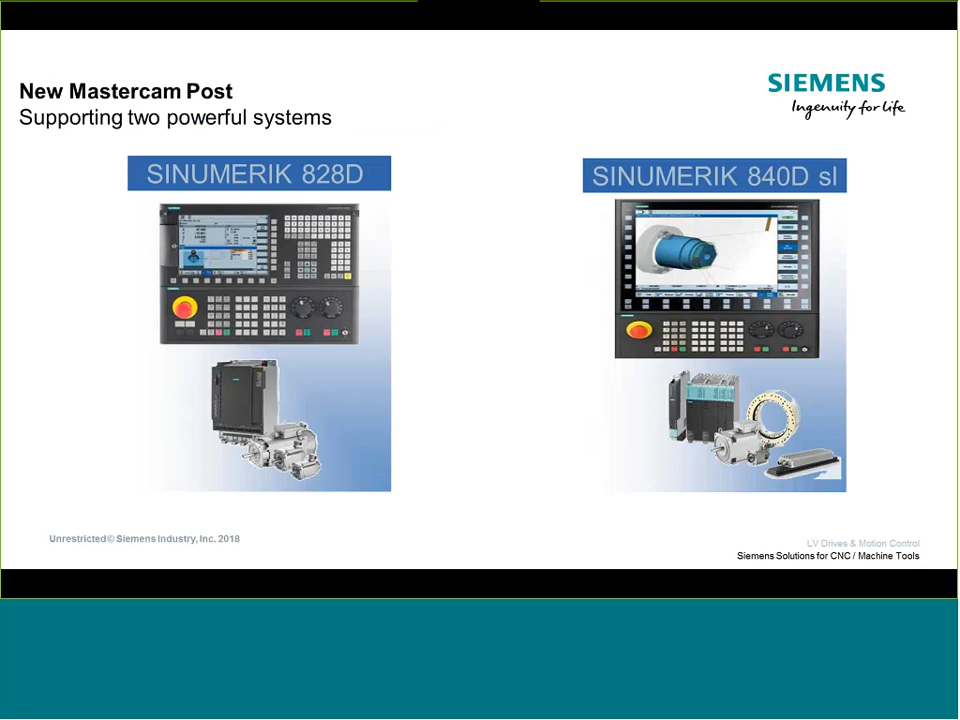 New Mastercam Post
Supporting two powerful systems
SIEMENS
Ingenuity for life
SINUMERIK 828D
SINUMERIK 840D sl
Unrestricted © Siemens Industry, Inc. 2018
LV Drives & Motion Control
Siemens Solutions for CNC / Machine Tools